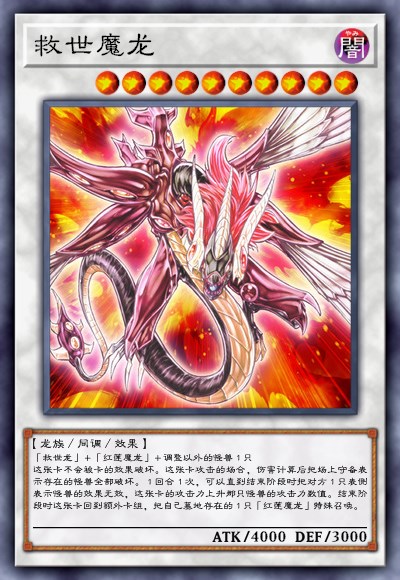 救世魔龙
やみ
闇
【龙族／同调／效果】
「救世龙」+「红莲魔龙」+调整以外的怪兽1只
这张卡不会被卡的效果破坏。这张卡攻击的场合，伤害计算后把场上守备表
示存在的怪兽全部破坏。1回合1次，可以直到结束阶段时把对方1只表侧
表示怪兽的效果无效，这张卡的攻击力上升那只怪兽的攻击力数值。结束阶
段时这张卡回到额外卡组，把自己墓地存在的1只「红莲魔龙」特殊召唤。
ATK/4000 DEF/3000